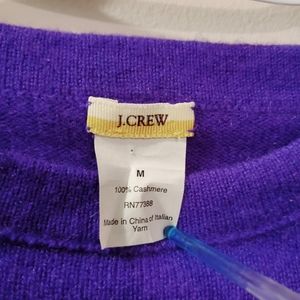 J.CREW
M
100% Cashmere
RN77388
Made in China of Italian
Yarn